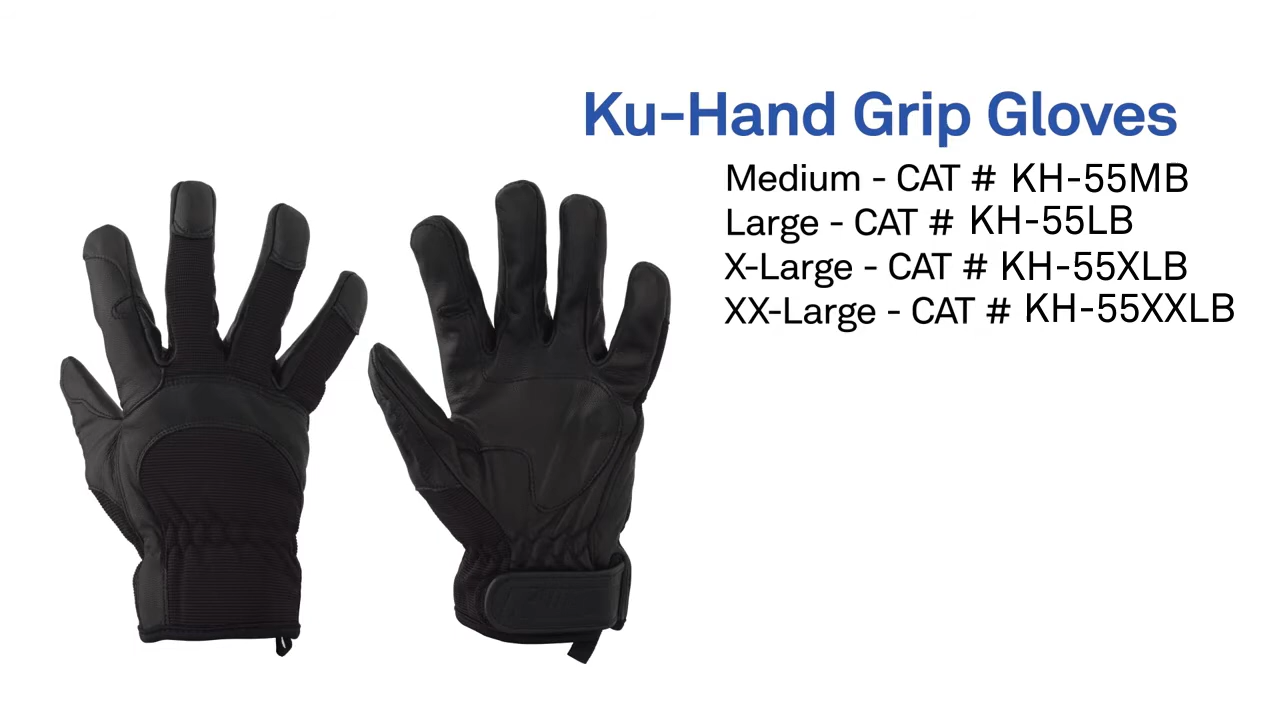 Ku-Hand Grip Gloves
Medium - CAT # KH-55MB
Large - CAT # KH-55LB
X-Large - CAT # KH-55XLB
XX-Large - CAT # KH-55XXLB